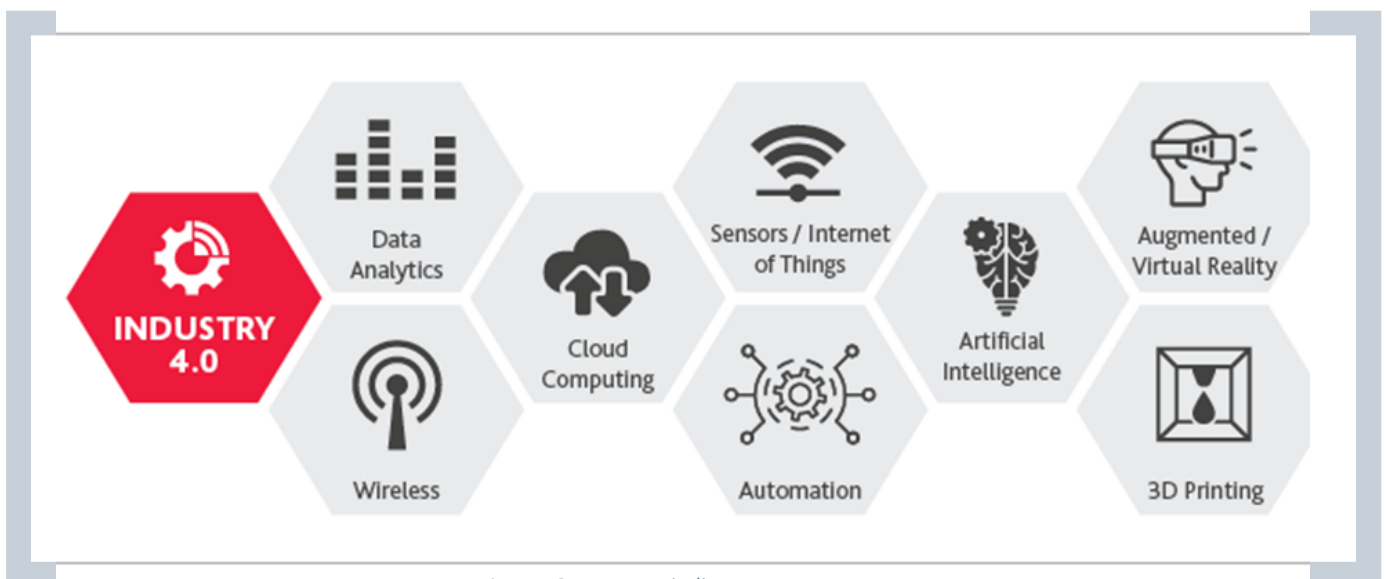 INDUSTRY
4.0
Data
Analytics
Wireless
Cloud
Computing
Sensors / Internet
of Things
Automation
Artificial
Intelligence
Augmented /
Virtual Reality
3D Printing